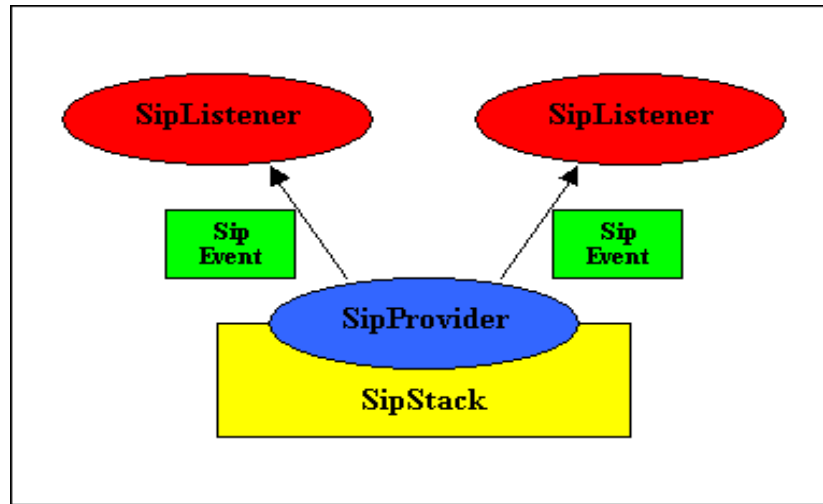 SipListener
SipListener
Sip
Event
Sip
Event
SipProvider
SipStack